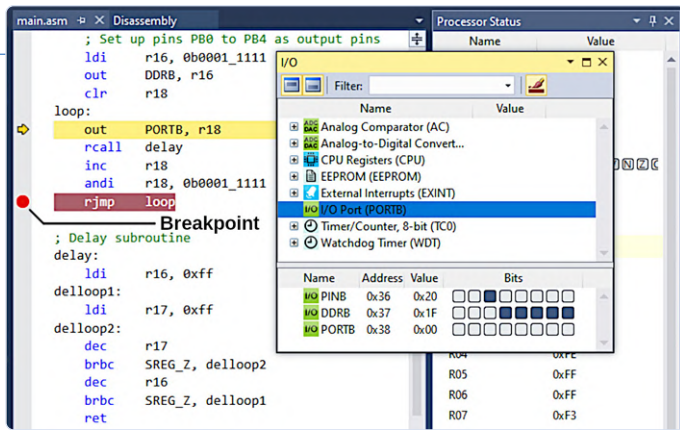 main.asm Disassembly
; Set up pins PB0 to PB4 as output pins
ldi r16, 0b0001_1111
out DDRB, r16
clr r18
loop:
out PORTB, r18
rcall delay
inc r18
andi r18, 0b0001_1111
rjmp loop
Breakpoint
; Delay subroutine
delay:
ldi r16, 0xff
delloop1:
ldi r17, 0xff
delloop2:
dec r17
brbc SREG_Z, delloop2
dec r16
brbc SREG_Z, delloop1
ret
I/O
Filter:
Name Value
ADC DAC Analog Comparator (AC)
ADC DAC Analog-to-Digital Convert...
CPU Registers (CPU)
EEPROM (EEPROM)
External Interrupts (EXINT)
I/O I/O Port (PORTB)
Timer/Counter, 8-bit (TC0)
Watchdog Timer (WDT)
Name Address Value Bits
I/O PINB 0x36 0x20
I/O DDRB 0x37 0x1F
I/O PORTB 0x38 0x00
Processor Status
Name Value
N Z C
R05 0xFF
R06 0xFF
R07 0xF3